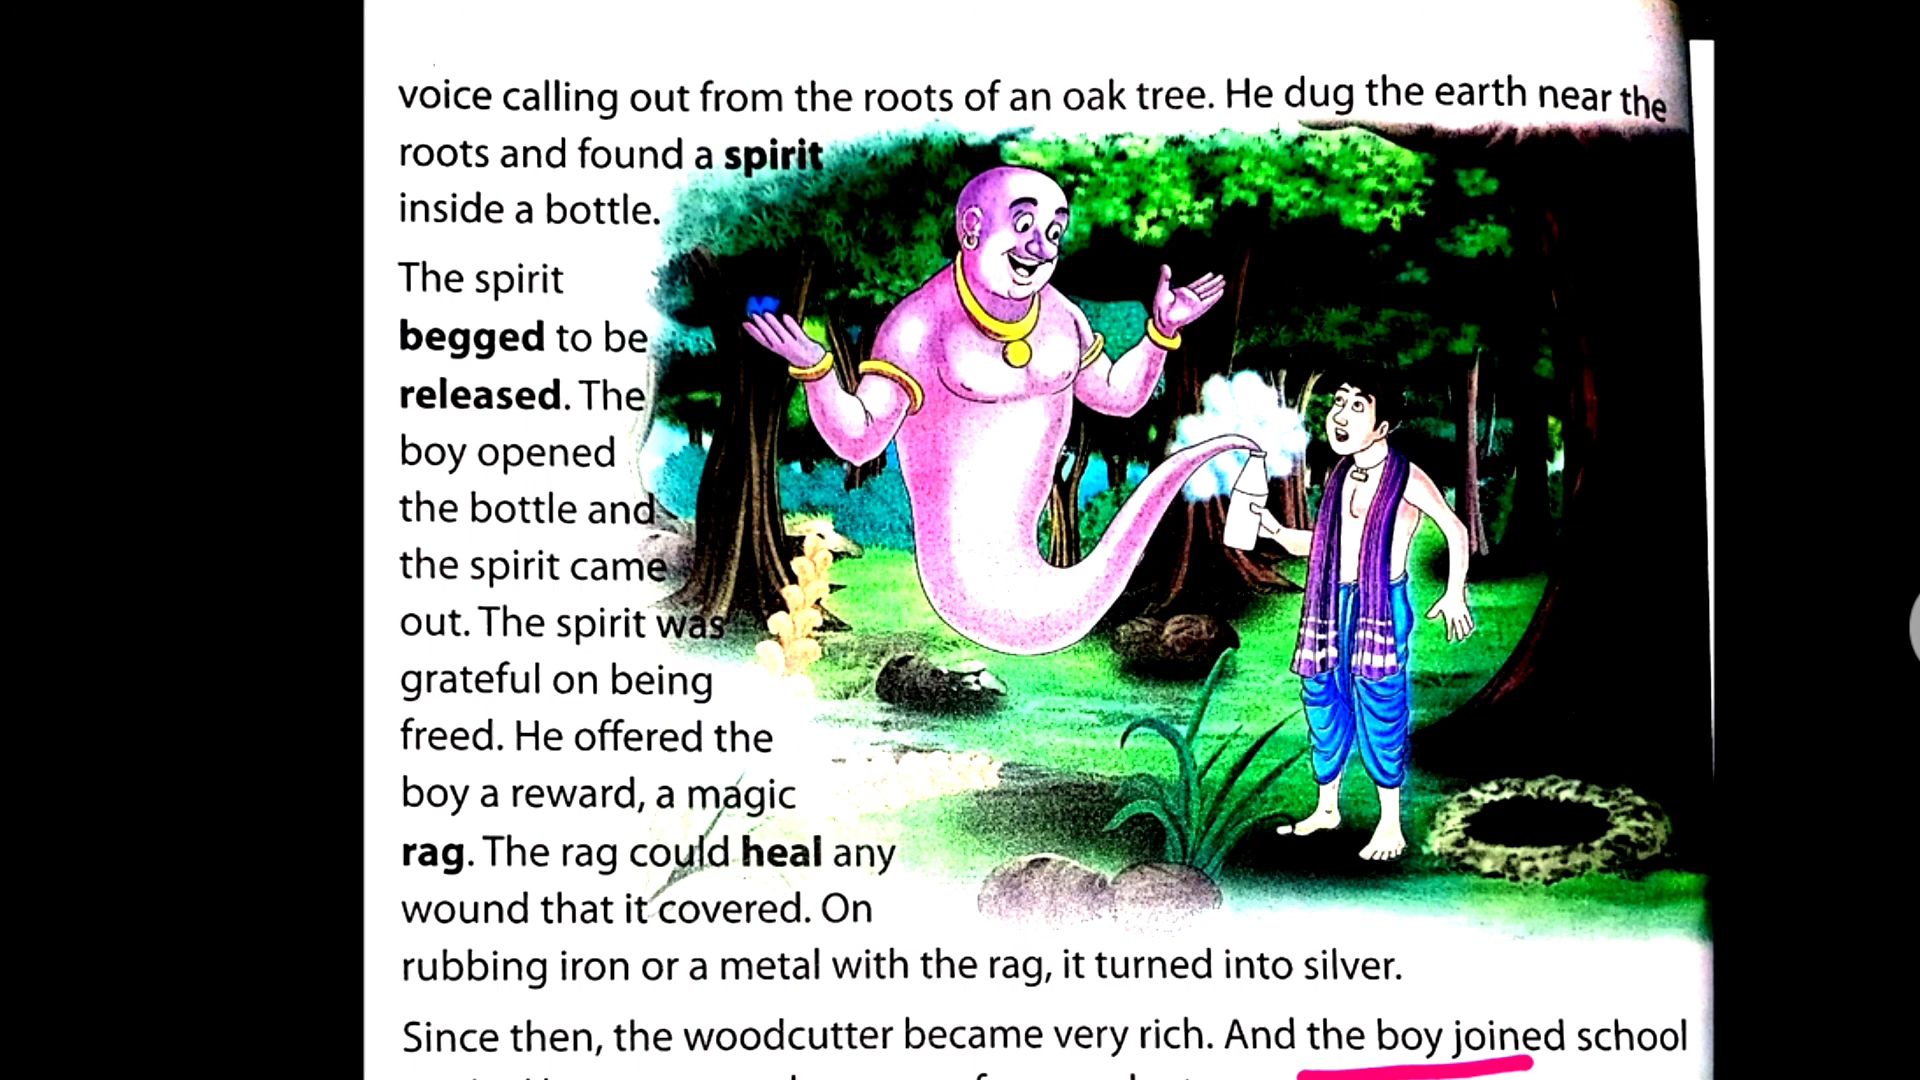 voice calling out from the roots of an oak tree. He dug the earth near the
roots and found a spirit
inside a bottle.
The spirit
begged to be
released. The
boy opened
the bottle and
the spirit came
out. The spirit was
grateful on being
freed. He offered the
boy a reward, a magic
rag. The rag could heal any
wound that it covered. On
rubbing iron or a metal with the rag, it turned into silver.
Since then, the woodcutter became very rich. And the boy joined school